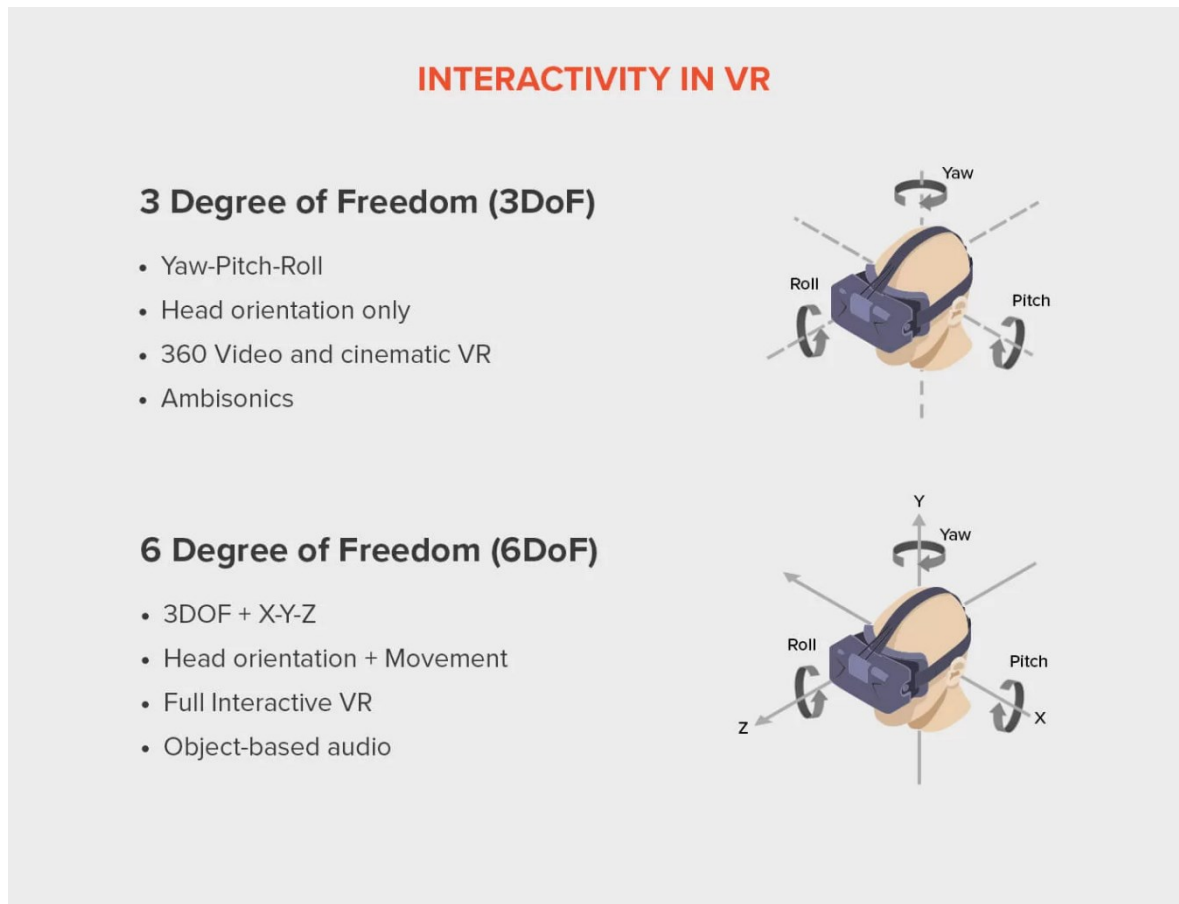 INTERACTIVITY IN VR
3 Degree of Freedom (3DoF)
• Yaw-Pitch-Roll
• Head orientation only
• 360 Video and cinematic VR
• Ambisonics
Yaw
Roll
Pitch
6 Degree of Freedom (6DoF)
• 3DOF + X-Y-Z
• Head orientation + Movement
• Full Interactive VR
• Object-based audio
Y
Yaw
Roll
Pitch
Z
X